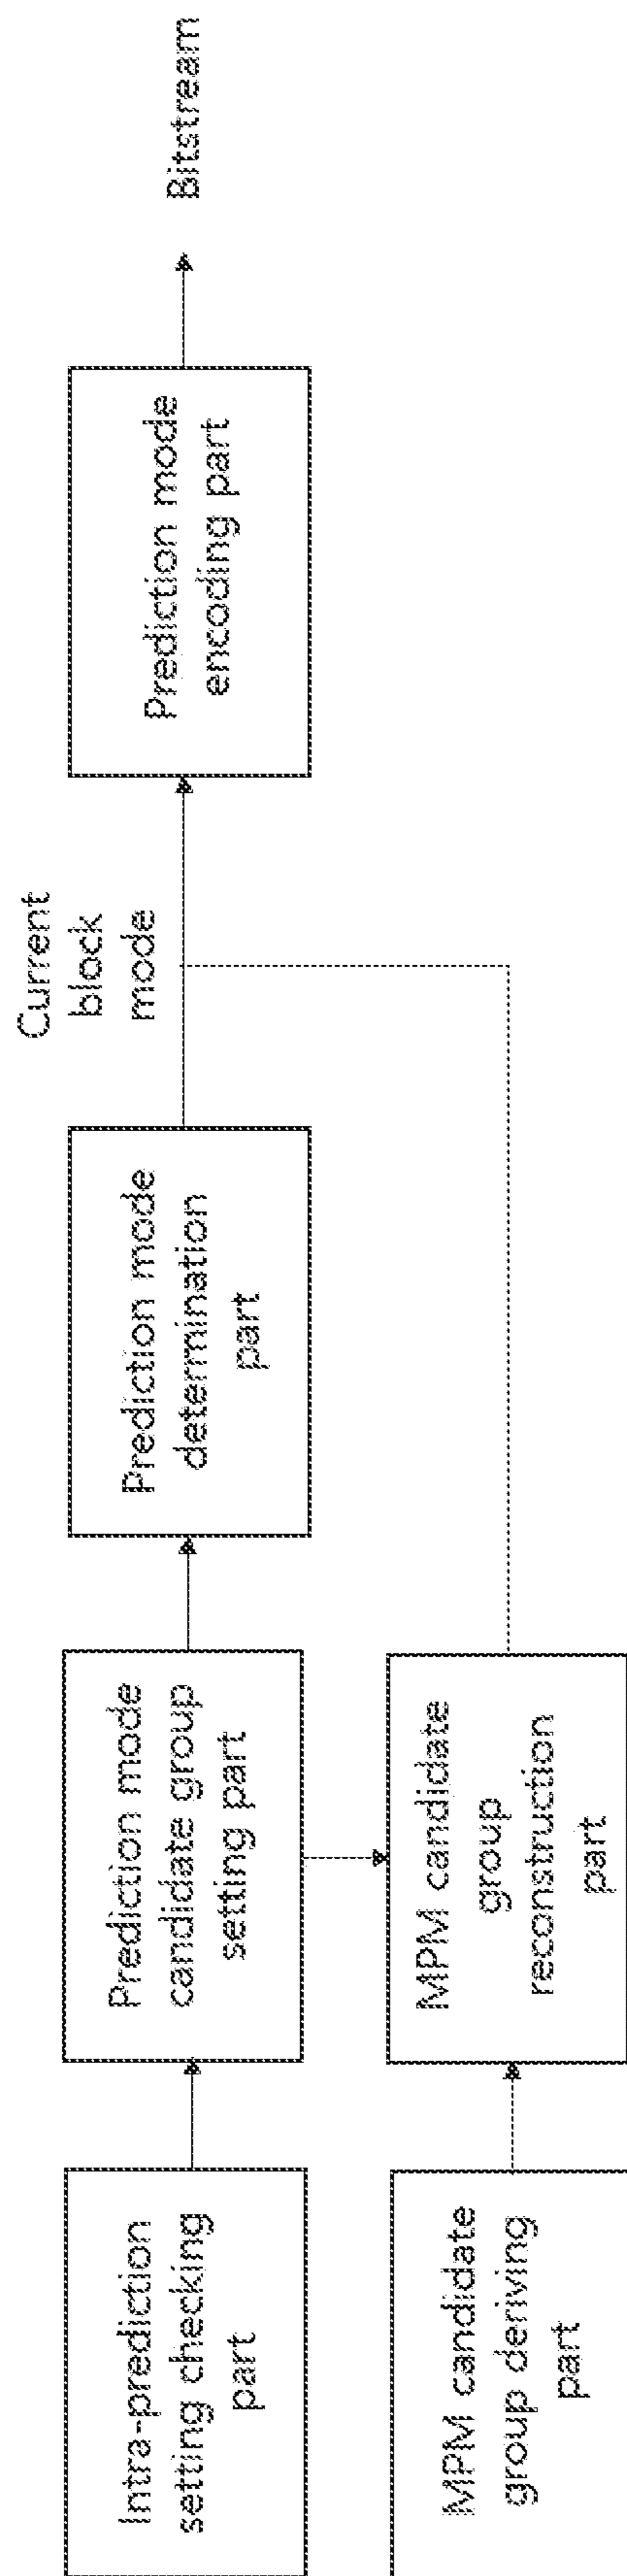 Intra-prediction
setting checking
part
Prediction mode
candidate group
setting part
Prediction mode
determination
part
Current
block
mode
Prediction mode
encoding part
Bitstream
MPM candidate
group deriving
part
MPM candidate
group
reconstruction
part